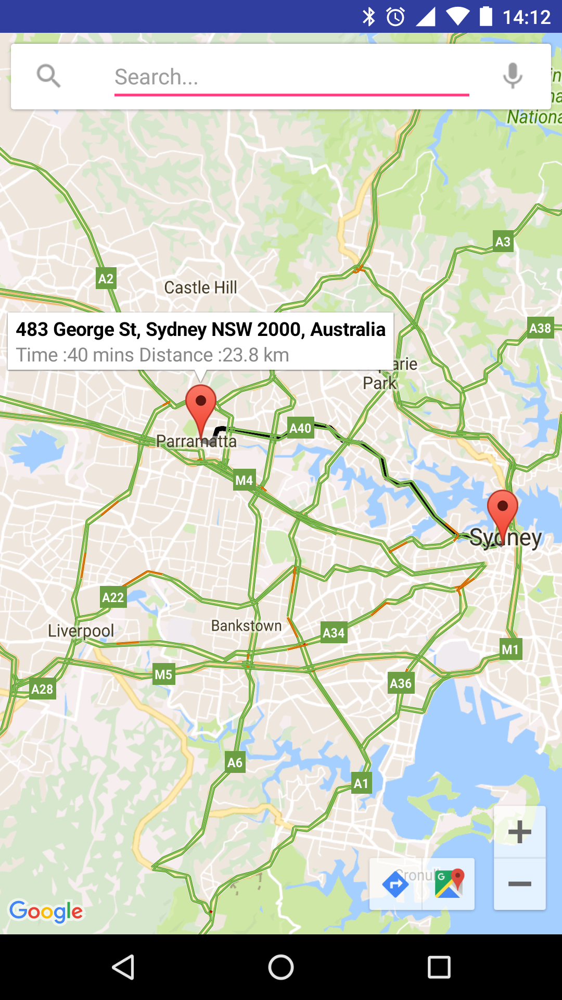 14:12
Search...
Nationa
A3
A2
Castle Hill
A38
483 George St, Sydney NSW 2000, Australia
Time :40 mins Distance :23.8 km
Park
A40
Parramatta
M4
Sydney
A22
Liverpool
Bankstown
A34
M1
M5
A28
A36
A6
A1
G
Google